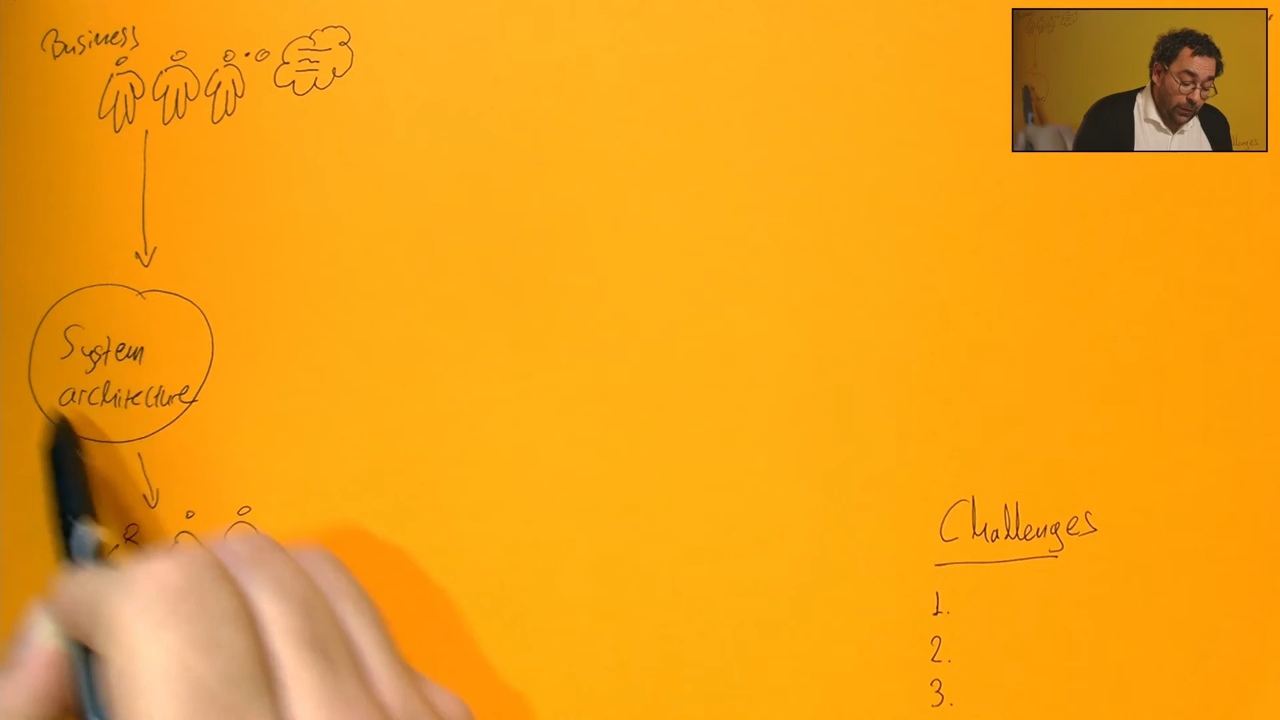 Business
System
architecture
Challenges
1.
2.
3.